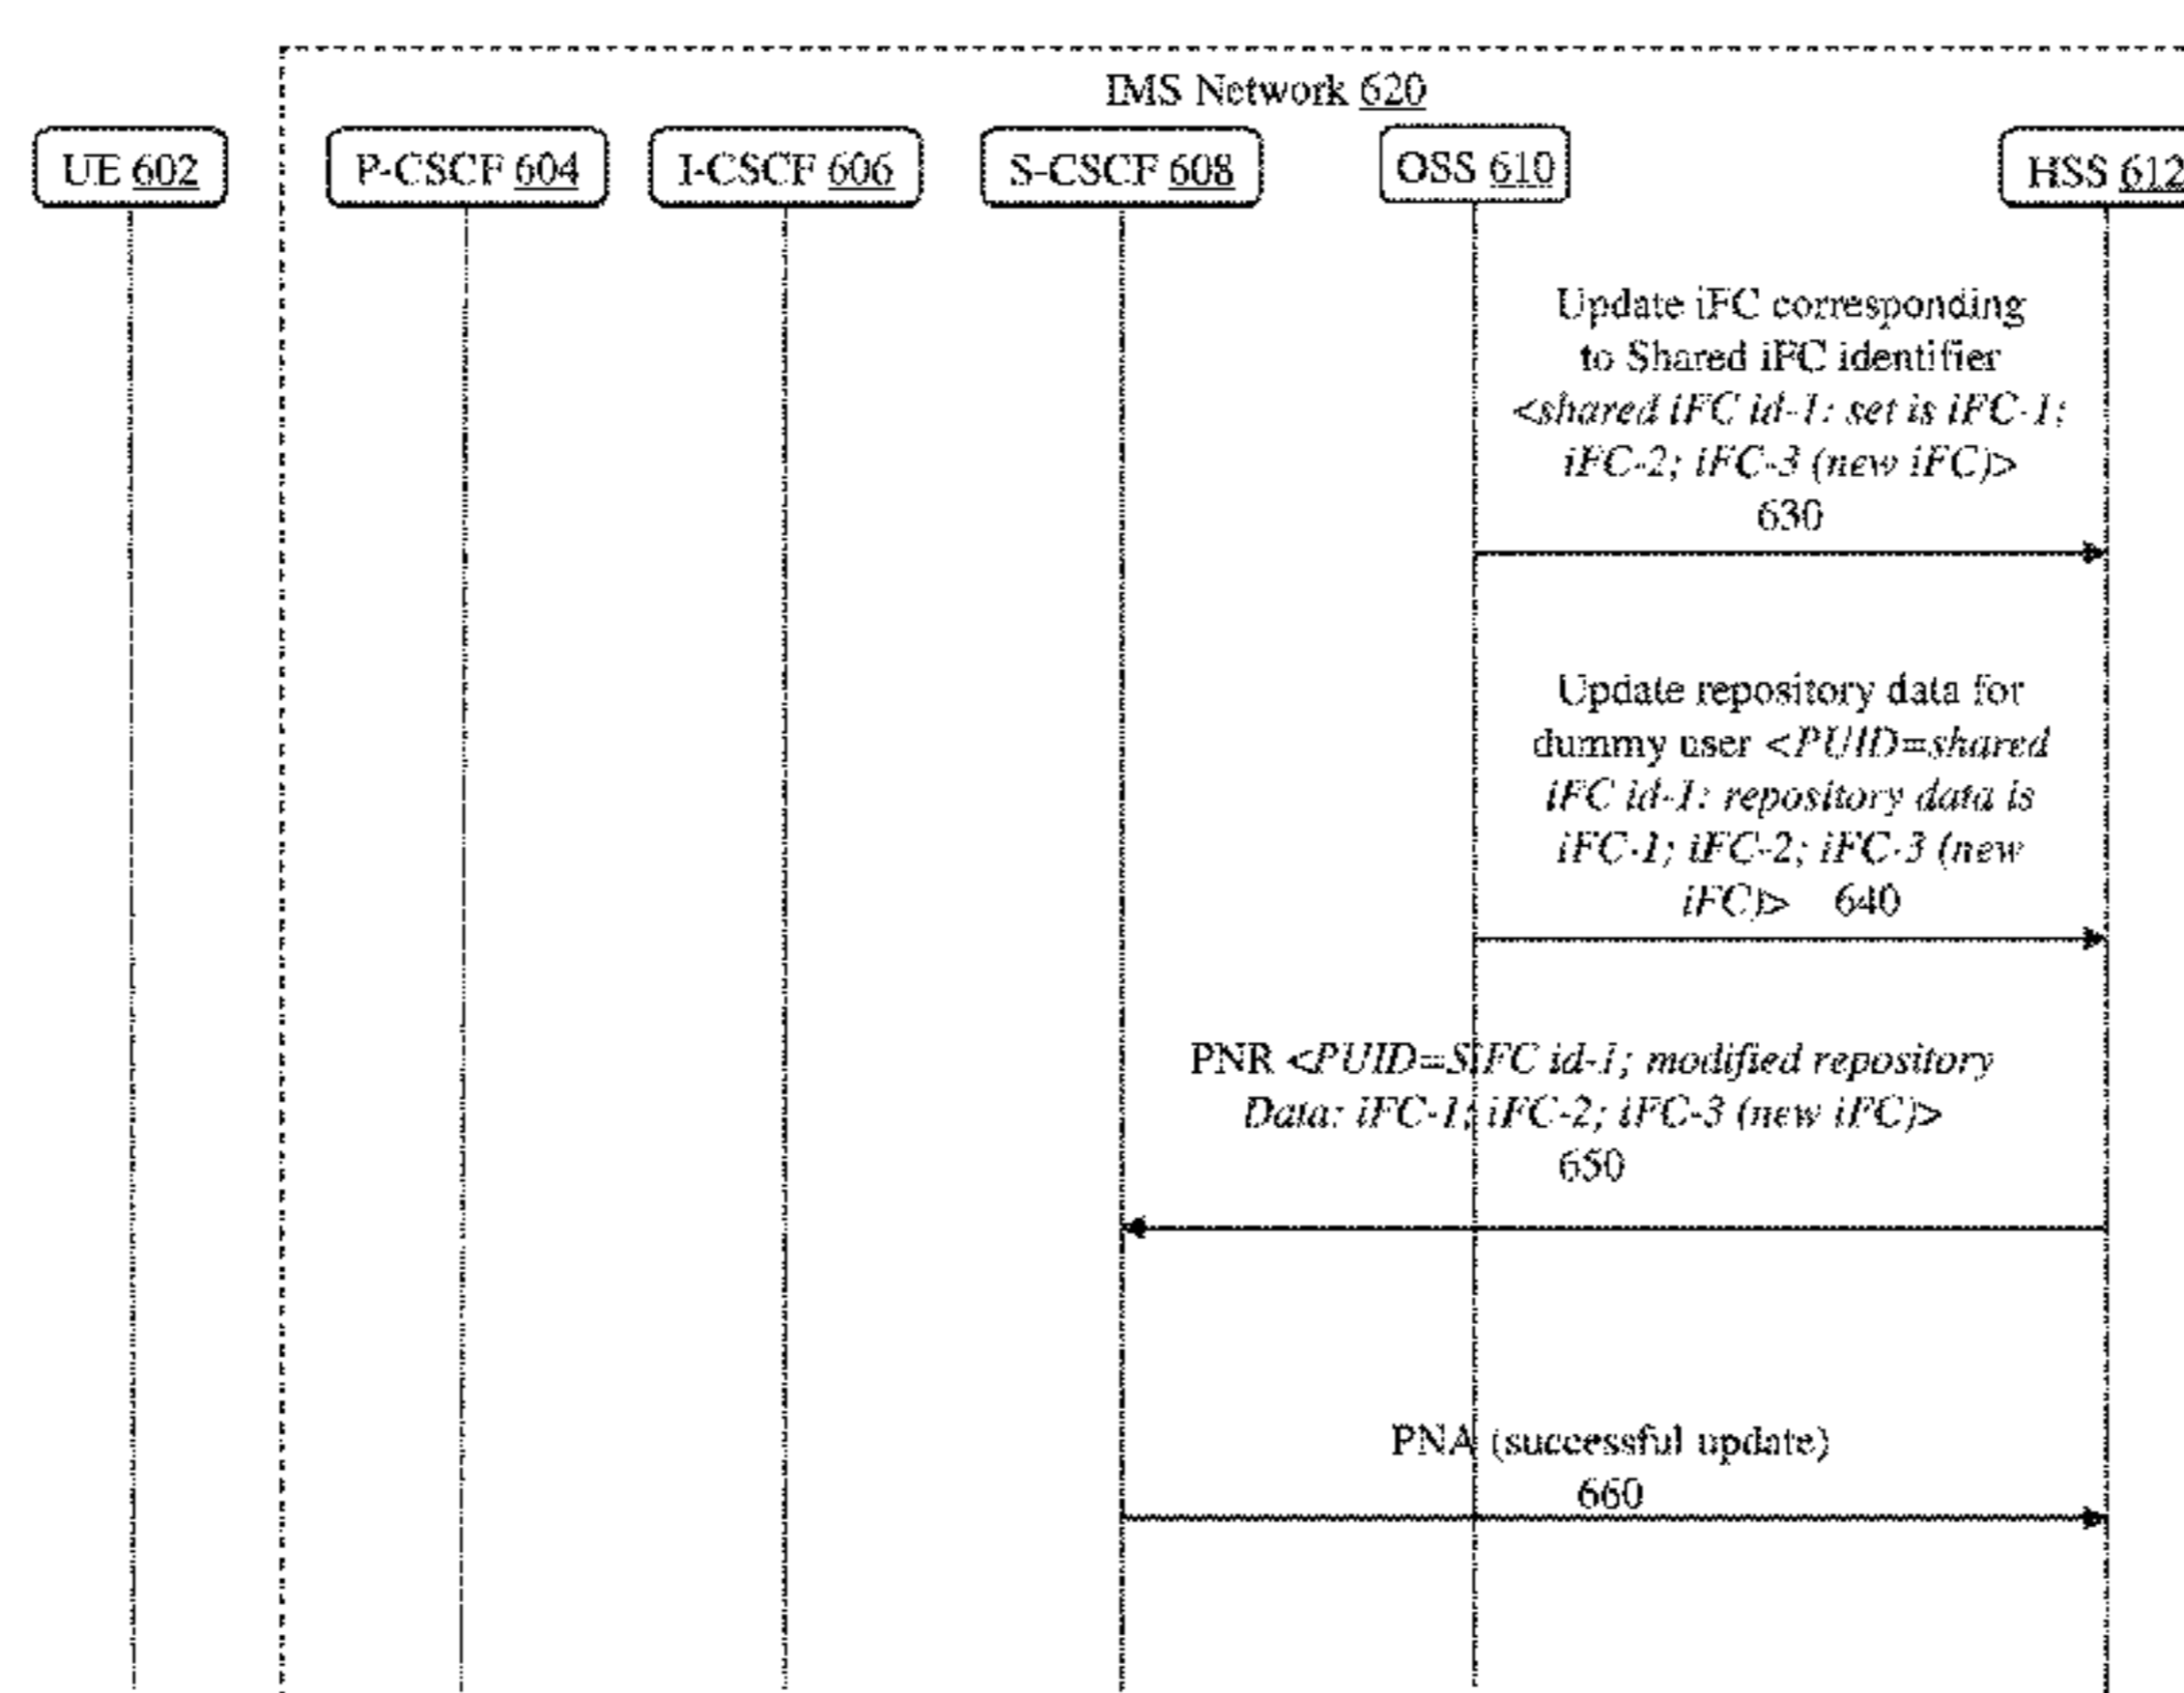 IMS Network 620
UE 602
P-CSCF 604
I-CSCF 606
S-CSCF 608
OSS 610
HSS 612
Update iFC corresponding
to Shared iFC identifier
<shared iFC id-1: set is iFC-1;
iFC-2; iFC-3 (new iFC)>
630
Update repository data for
dummy user <PUID=shared
iFC id-1: repository data is
iFC-1; iFC-2; iFC-3 (new
iFC)> 640
PNR <PUID=SIFC id-1; modified repository
Data: iFC-1; iFC-2; iFC-3 (new iFC)>
650
PNA (successful update)
660